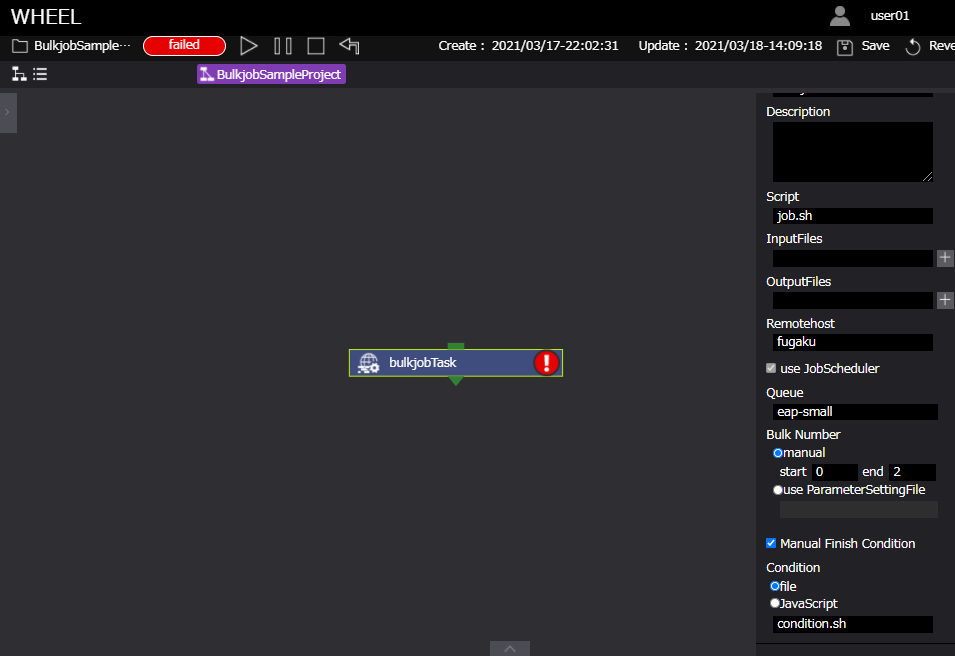 WHEEL
user01
BulkjobSample···
failed
Create : 2021/03/17-22:02:31
Update : 2021/03/18-14:09:18
Save
Reve
BulkjobSampleProject
bulkjobTask
Description
Script
job.sh
InputFiles
OutputFiles
Remotehost
fugaku
use JobScheduler
Queue
eap-small
Bulk Number
manual
start 0 end 2
use ParameterSettingFile
Manual Finish Condition
Condition
file
JavaScript
condition.sh